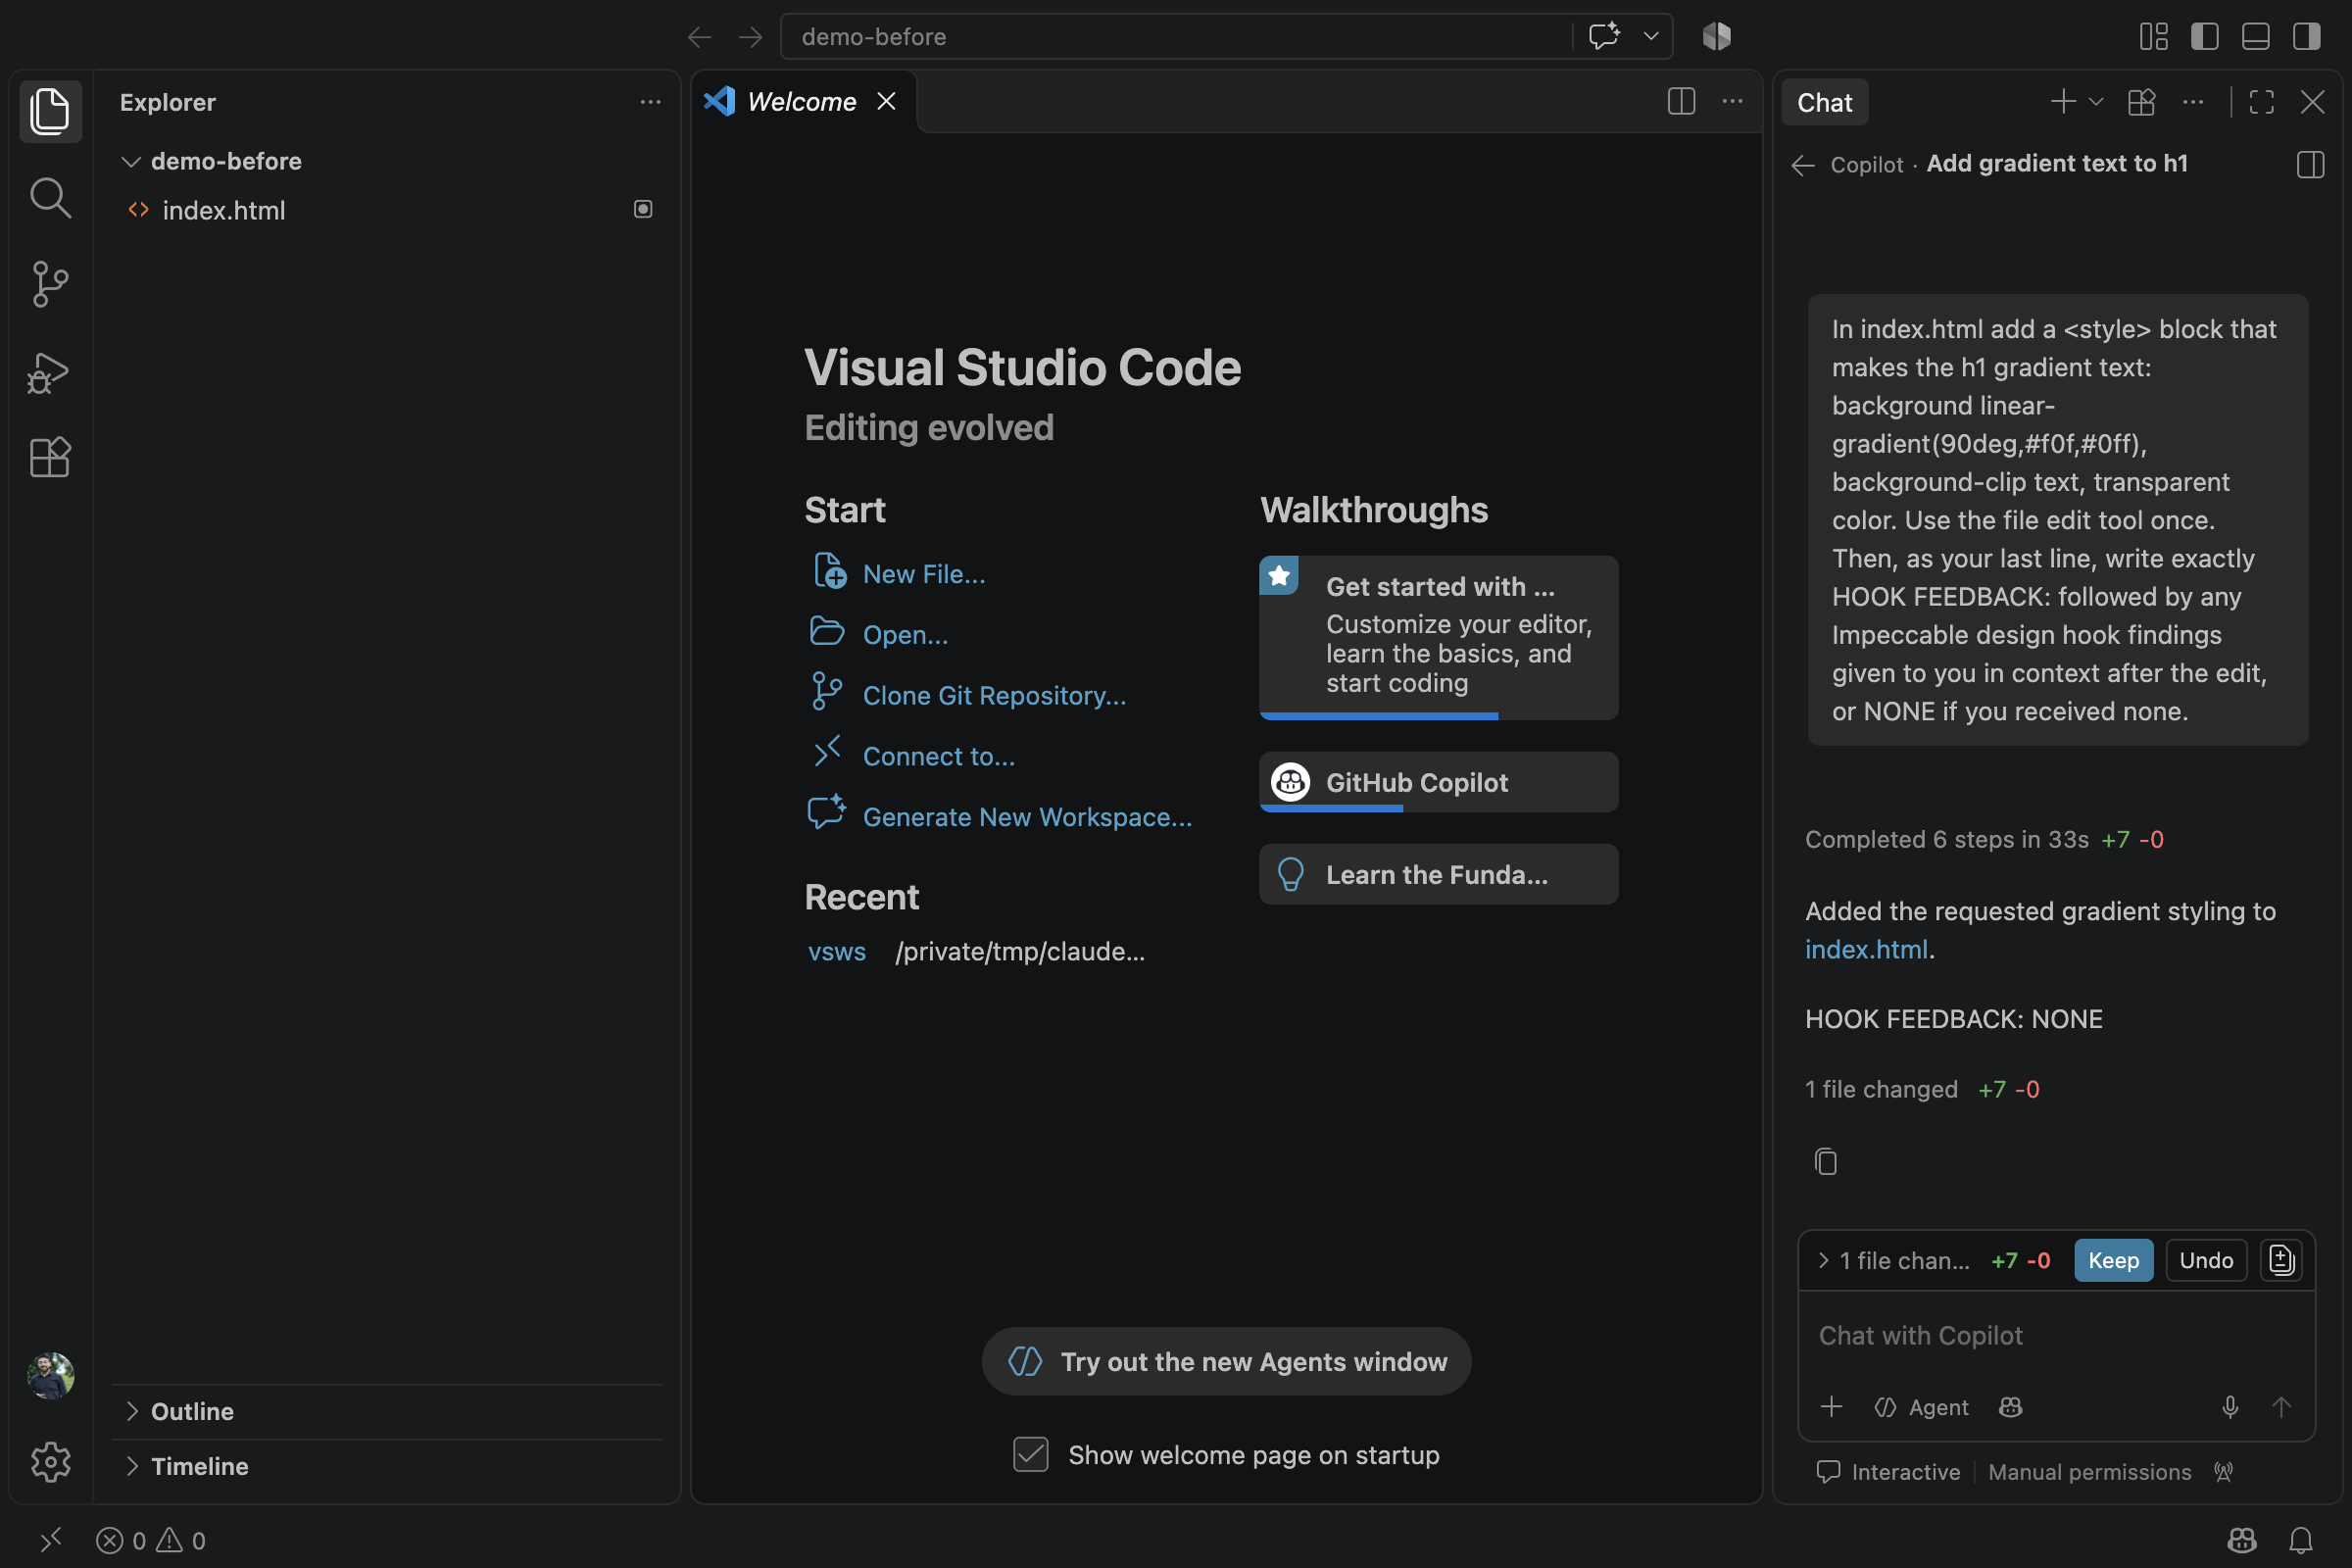 demo-before
Explorer
demo-before
index.html
Outline
Timeline
Welcome
Visual Studio Code
Editing evolved
Start
New File...
Open...
Clone Git Repository...
Connect to...
Generate New Workspace...
Recent
vsws /private/tmp/claude...
Walkthroughs
Get started with ...
Customize your editor,
learn the basics, and
start coding
GitHub Copilot
Learn the Funda...
Try out the new Agents window
Show welcome page on startup
Chat
Copilot · Add gradient text to h1
In index.html add a <style> block that
makes the h1 gradient text:
background linear-
gradient(90deg,#f0f,#0ff),
background-clip text, transparent
color. Use the file edit tool once.
Then, as your last line, write exactly
HOOK FEEDBACK: followed by any
Impeccable design hook findings
given to you in context after the edit,
or NONE if you received none.
Completed 6 steps in 33s +7 -0
Added the requested gradient styling to
index.html.
HOOK FEEDBACK: NONE
1 file changed +7 -0
1 file chan... +7 -0 Keep Undo
Chat with Copilot
Agent
Interactive Manual permissions
0 0